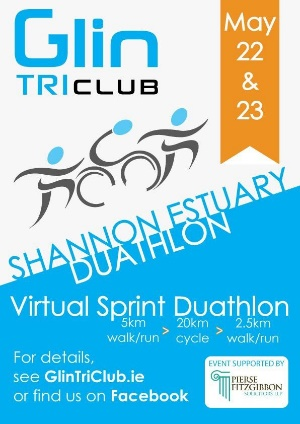 Glin
TRICLUB
May
22
&
23
SHANNON ESTUARY
DUATHLON
Virtual Sprint Duathlon
5km > 20km > 2.5km
walk/run cycle walk/run
For details,
see GlinTriClub.ie
or find us on Facebook
EVENT SUPPORTED BY
PIERSE
FITZGIBBON
SOLICITORS LLP